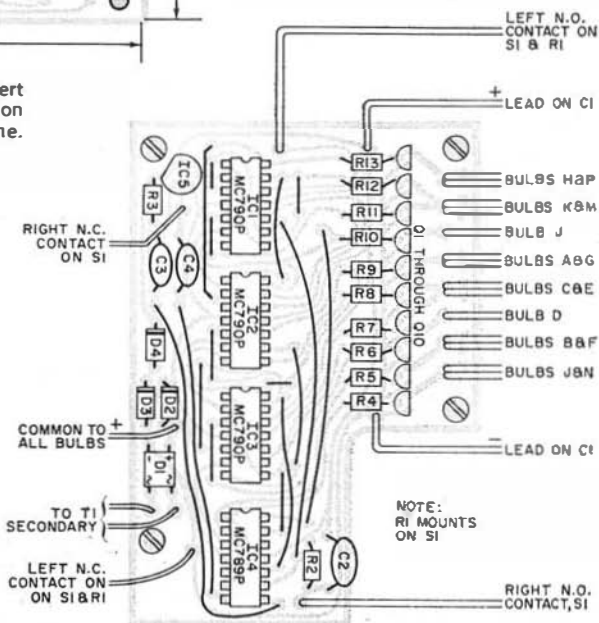 LEFT N.O.
CONTACT ON
S1 & R1
ert
on
ne.
+
LEAD ON C1
R13
R12
R11
R10
R9
R8
R7
R6
R5
R4
Q1 THROUGH Q10
BULBS H&P
BULBS K&M
BULB J
BULBS A&G
BULBS C&E
BULB D
BULBS B&F
BULBS J&N
-
LEAD ON C1
IC5
R3
RIGHT N.C.
CONTACT
ON S1
C3
C4
IC1
MC790P
IC2
MC790P
IC3
MC790P
IC4
MC789P
D4
D3
D2
COMMON TO +
ALL BULBS
D1
TO T1
SECONDARY
LEFT N.C.
CONTACT ON
ON S1&R1
R2
C2
NOTE:
R1 MOUNTS
ON S1
RIGHT N.O.
CONTACT, S1